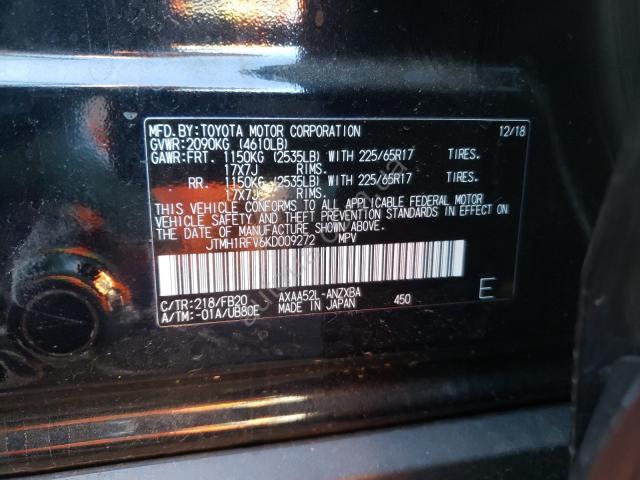 MFD.BY:TOYOTA MOTOR CORPORATION 12/18
GVWR:2090KG (4610LB)
GAWR:FRT. 1150KG (2535LB) WITH 225/65R17 TIRES.
17X7J RIMS.
RR. 1150KG (2535LB) WITH 225/65R17 TIRES.
17X7J RIMS.
THIS VEHICLE CONFORMS TO ALL APPLICABLE FEDERAL MOTOR
VEHICLE SAFETY AND THEFT PREVENTION STANDARDS IN EFFECT ON
THE DATE OF MANUFACTURE SHOWN ABOVE.
JTMH1RFV6KD009272 MPV
C/TR:218/FB20 AXAA52L-ANZXBA 450 E
A/TM:-01A/UB80E MADE IN JAPAN